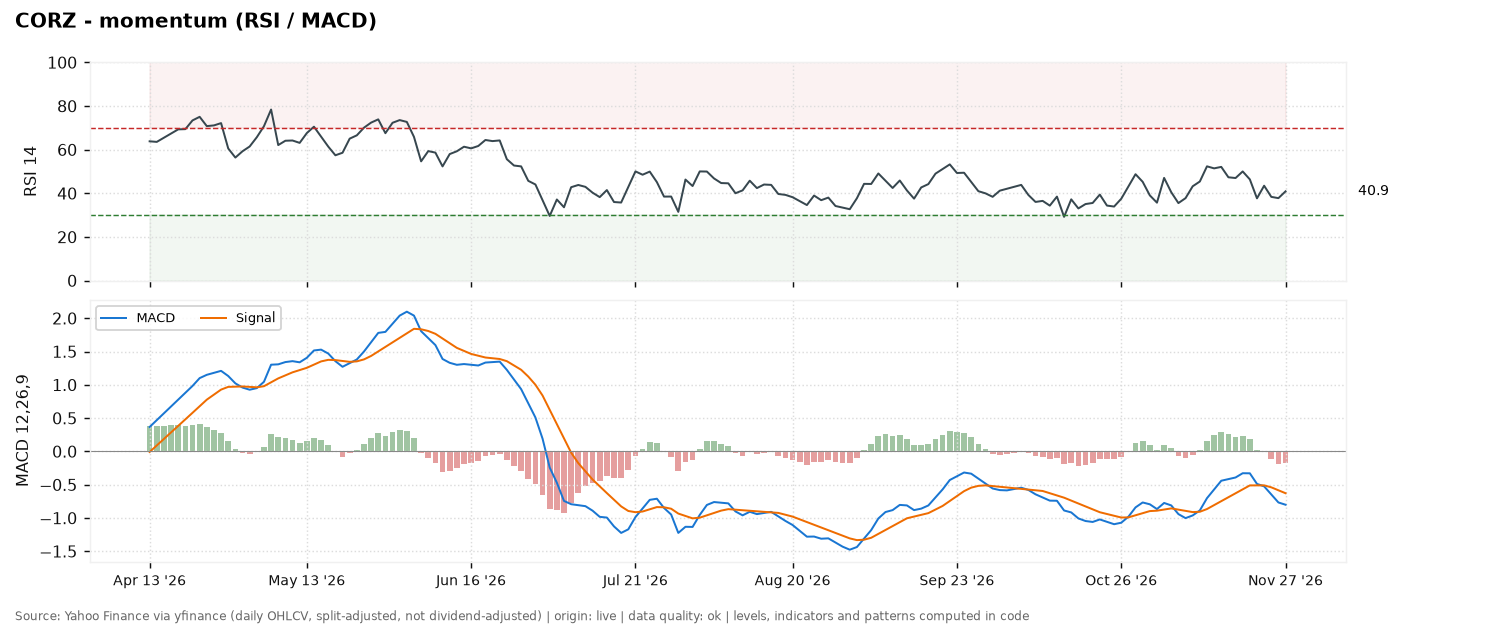 CORZ - momentum (RSI / MACD)
100
80
60
40
20
0
RSI 14
40.9
MACD
Signal
2.0
1.5
1.0
0.5
0.0
−0.5
−1.0
−1.5
MACD 12,26,9
Apr 13 '26
May 13 '26
Jun 16 '26
Jul 21 '26
Aug 20 '26
Sep 23 '26
Oct 26 '26
Nov 27 '26
Source: Yahoo Finance via yfinance (daily OHLCV, split-adjusted, not dividend-adjusted) | origin: live | data quality: ok | levels, indicators and patterns computed in code